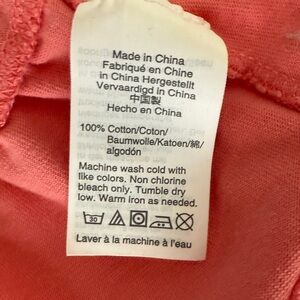 Made in China
Fabriqué en Chine
in China Hergestellt
Vervaardigd in China
中国製
Hecho en China
100% Cotton/Coton/
Baumwolle/Katoen/綿/
algodón
Machine wash cold with
like colors. Non chlorine
bleach only. Tumble dry
low. Warm iron as needed.
30
Laver à la machine à l'eau